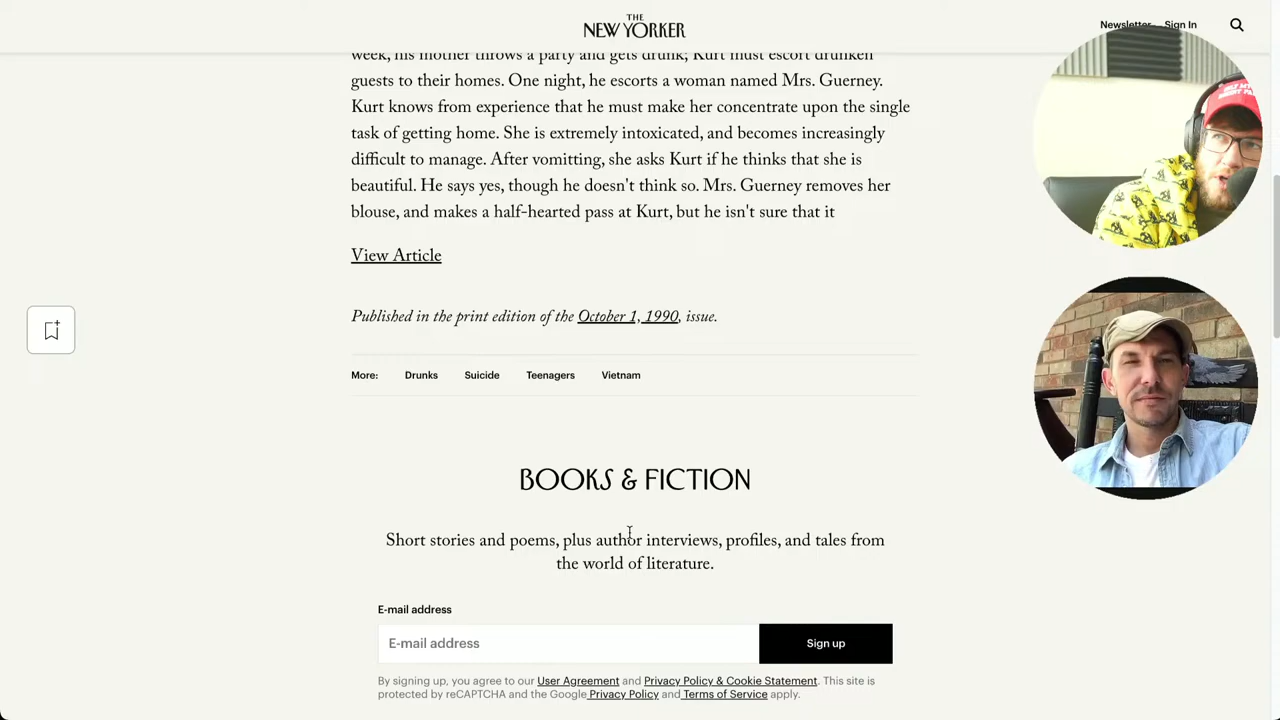 THE
NEW YORKER
Newsletter
Sign In
week, his mother throws a party and gets drunk; Kurt must escort drunken
guests to their homes. One night, he escorts a woman named Mrs. Guerney.
Kurt knows from experience that he must make her concentrate upon the single
task of getting home. She is extremely intoxicated, and becomes increasingly
difficult to manage. After vomitting, she asks Kurt if he thinks that she is
beautiful. He says yes, though he doesn't think so. Mrs. Guerney removes her
blouse, and makes a half-hearted pass at Kurt, but he isn't sure that it
View Article
Published in the print edition of the October 1, 1990, issue.
More: Drunks Suicide Teenagers Vietnam
BOOKS & FICTION
Short stories and poems, plus author interviews, profiles, and tales from
the world of literature.
E-mail address
E-mail address
Sign up
By signing up, you agree to our User Agreement and Privacy Policy & Cookie Statement. This site is
protected by reCAPTCHA and the Google Privacy Policy and Terms of Service apply.